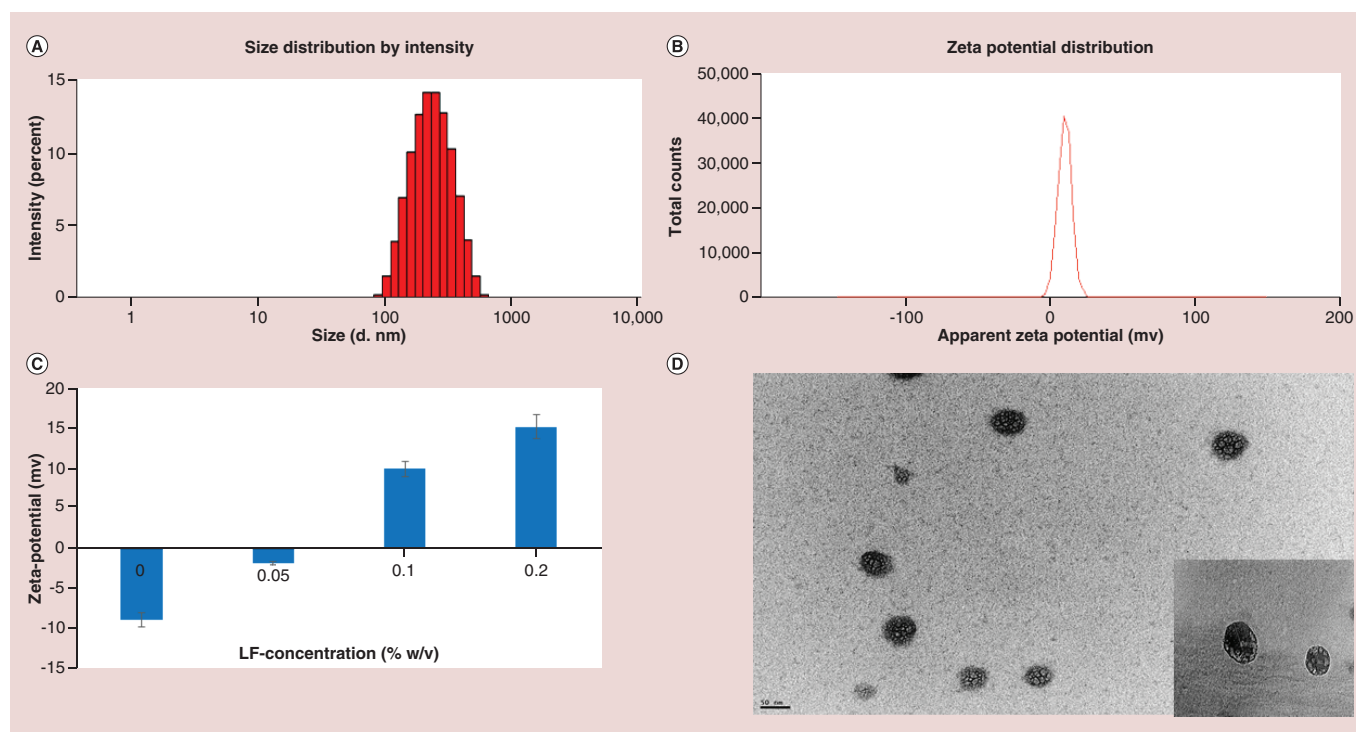 A
Size distribution by intensity
Intensity (percent)
15
10
5
0
1 10 100 1000 10,000
Size (d. nm)
B
Zeta potential distribution
Total counts
50,000
40,000
30,000
20,000
10,000
0
-100 0 100 200
Apparent zeta potential (mv)
C
Zeta-potential (mv)
20
15
10
5
0
-5
-10
-15
0 0.05 0.1 0.2
LF-concentration (% w/v)
D
50 nm